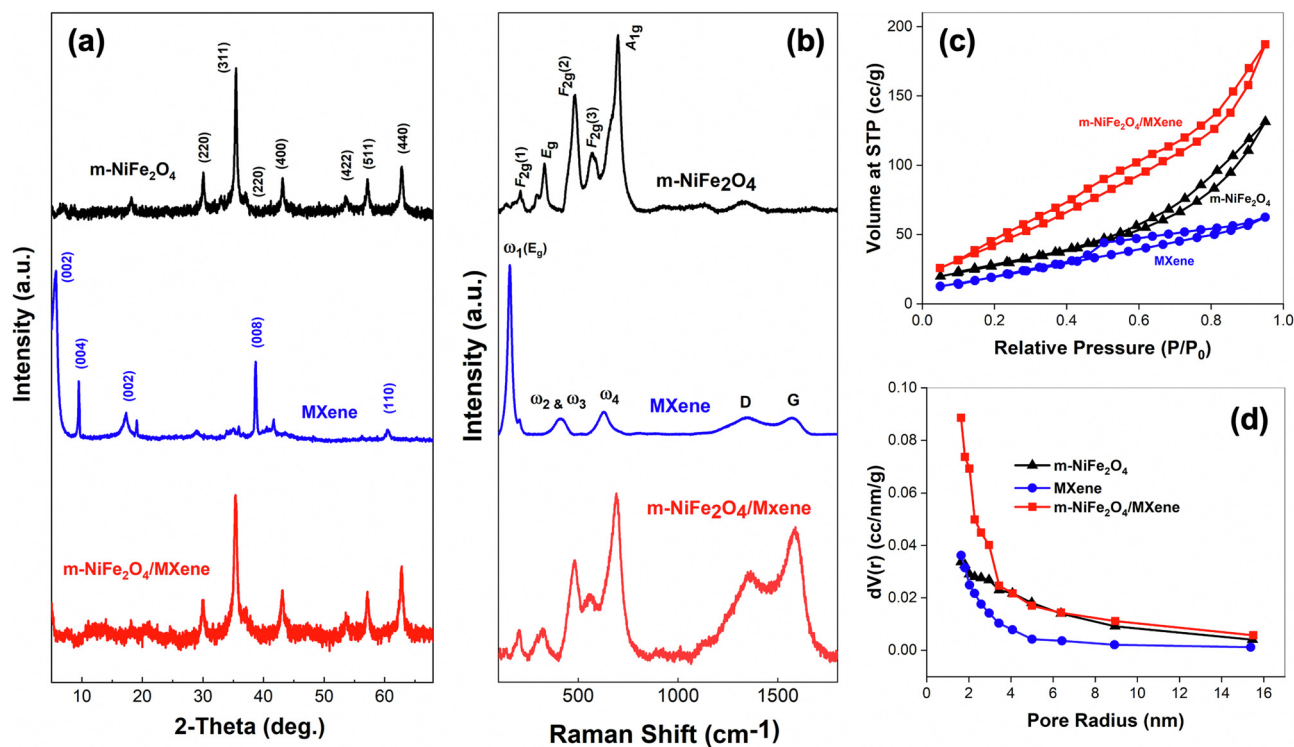 (a)
(311)
(220)
(220)
(400)
(422)
(511)
(440)
m-NiFe₂O₄
(002)
(004)
(002)
(008)
(110)
MXene
m-NiFe₂O₄/MXene
Intensity (a.u.)
10 20 30 40 50 60
2-Theta (deg.)
(b)
F2g(1)
Eg
F2g(2)
F2g(3)
A1g
m-NiFe₂O₄
ω₁(Eg)
ω₂ & ω₃
ω₄
MXene
D
G
m-NiFe₂O₄/Mxene
Intensity (a.u.)
500 1000 1500
Raman Shift (cm-1)
(c)
200
150
100
50
0
Volume at STP (cc/g)
m-NiFe₂O₄/MXene
m-NiFe₂O₄
MXene
0.0 0.2 0.4 0.6 0.8 1.0
Relative Pressure (P/P₀)
(d)
0.10
0.08
0.06
0.04
0.02
0.00
dV(r) (cc/nm/g)
m-NiFe₂O₄
MXene
m-NiFe₂O₄/MXene
0 2 4 6 8 10 12 14 16
Pore Radius (nm)